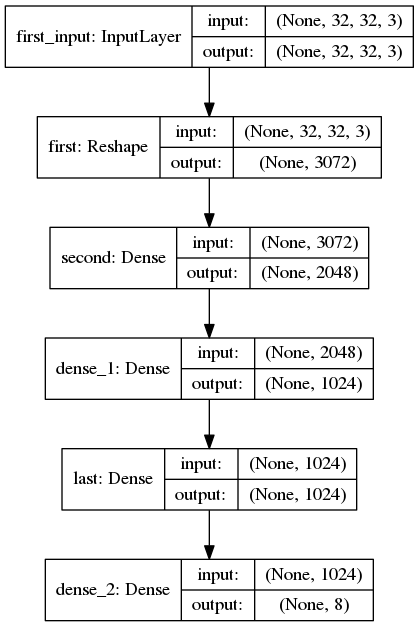 first_input: InputLayer
input: (None, 32, 32, 3)
output: (None, 32, 32, 3)
first: Reshape
input: (None, 32, 32, 3)
output: (None, 3072)
second: Dense
input: (None, 3072)
output: (None, 2048)
dense_1: Dense
input: (None, 2048)
output: (None, 1024)
last: Dense
input: (None, 1024)
output: (None, 1024)
dense_2: Dense
input: (None, 1024)
output: (None, 8)